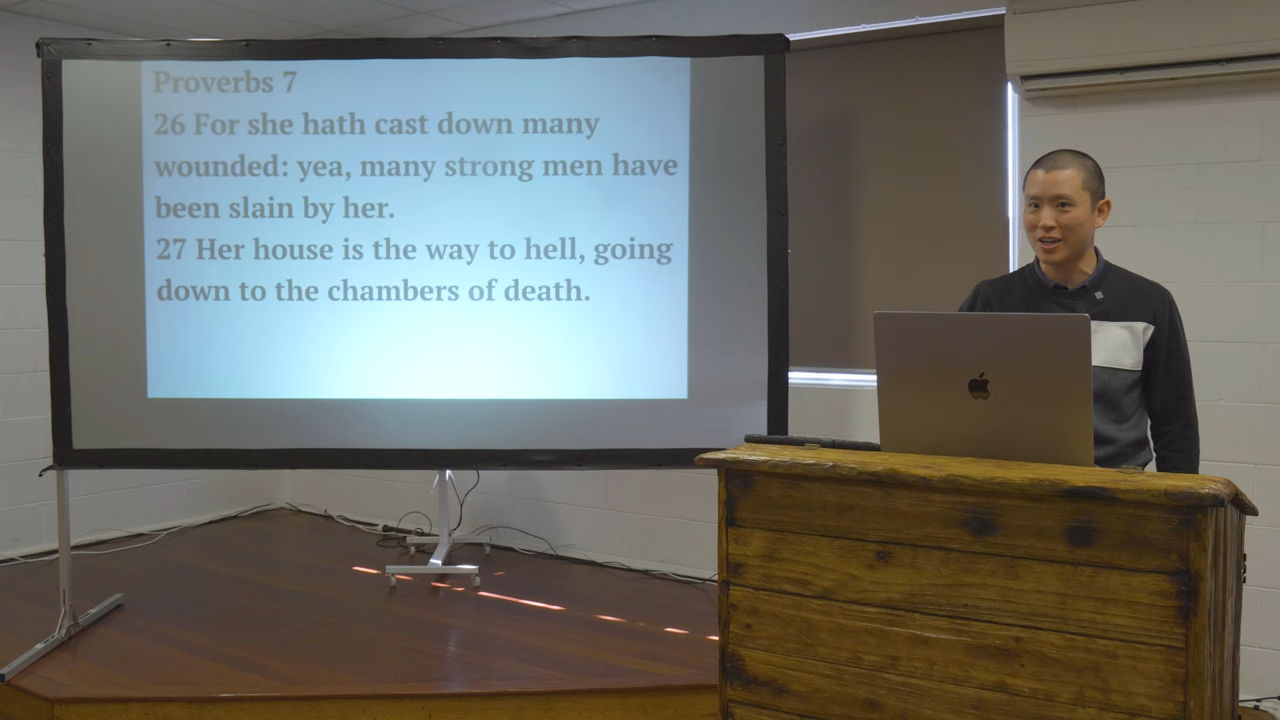 Proverbs 7
26 For she hath cast down many
wounded: yea, many strong men have
been slain by her.
27 Her house is the way to hell, going
down to the chambers of death.